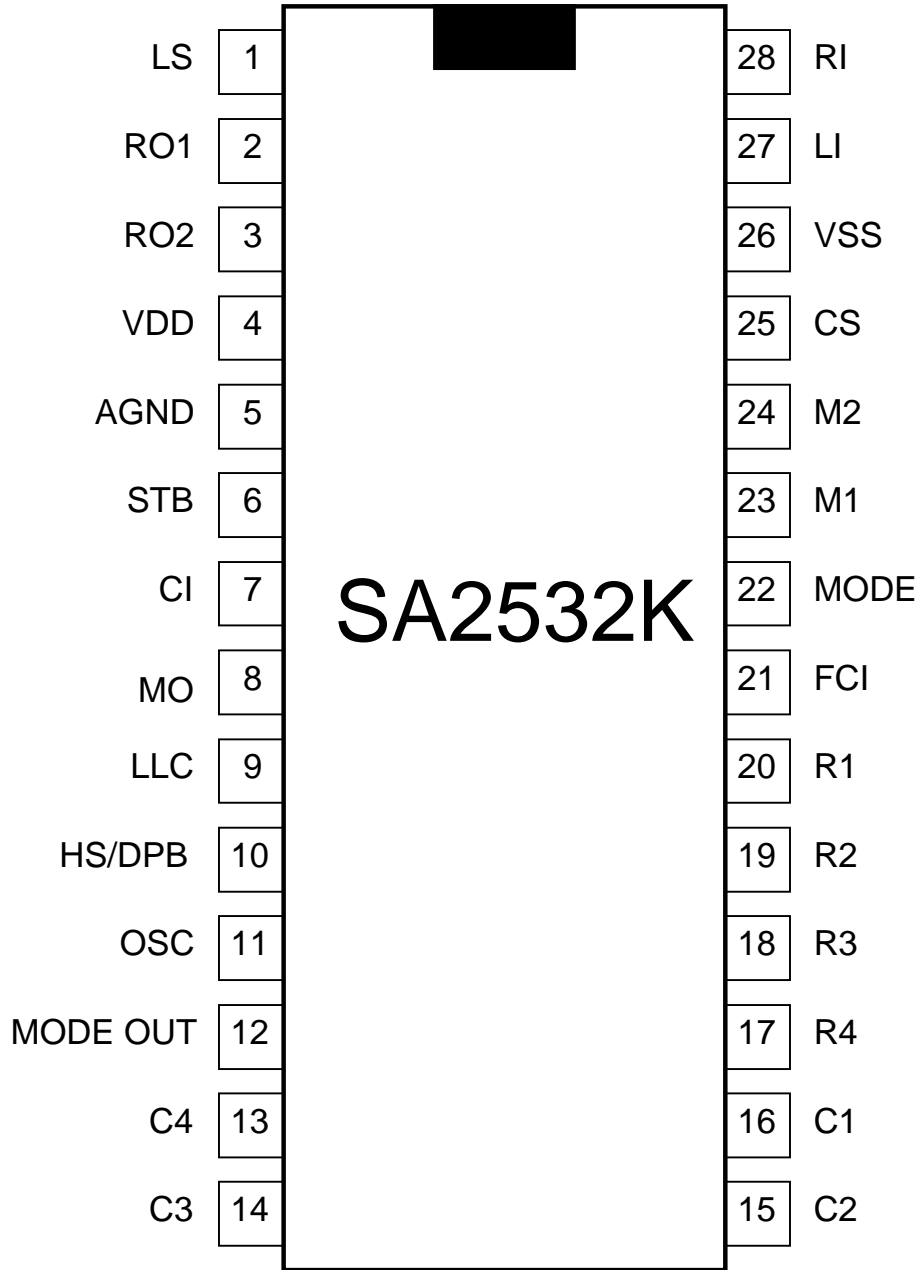 LS 1 28 RI
RO1 2 27 LI
RO2 3 26 VSS
VDD 4 25 CS
AGND 5 24 M2
STB 6 23 M1
CI 7 22 MODE
SA2532K
MO 8 21 FCI
LLC 9 20 R1
HS/DPB 10 19 R2
OSC 11 18 R3
MODE OUT 12 17 R4
C4 13 16 C1
C3 14 15 C2